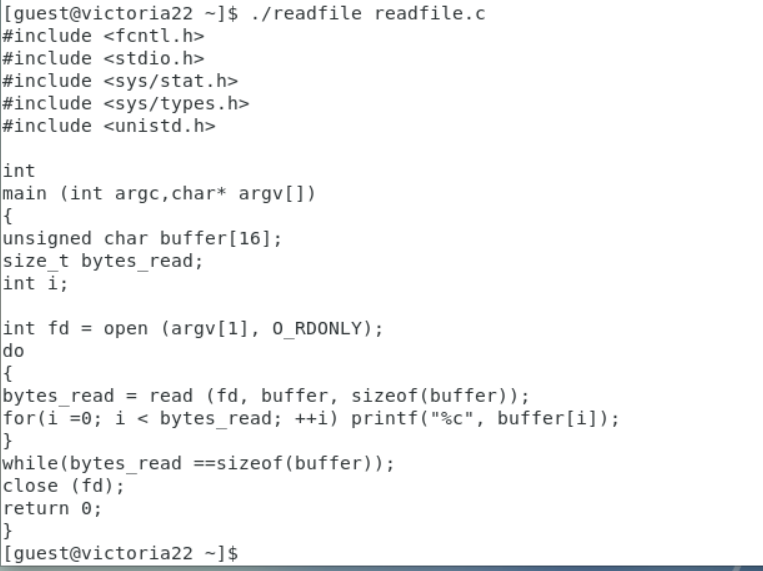 [guest@victoria22 ~]$ ./readfile readfile.c
#include <fcntl.h>
#include <stdio.h>
#include <sys/stat.h>
#include <sys/types.h>
#include <unistd.h>

int
main (int argc,char* argv[])
{
unsigned char buffer[16];
size_t bytes_read;
int i;

int fd = open (argv[1], O_RDONLY);
do
{
bytes_read = read (fd, buffer, sizeof(buffer));
for(i =0; i < bytes_read; ++i) printf("%c", buffer[i]);
}
while(bytes_read ==sizeof(buffer));
close (fd);
return 0;
}
[guest@victoria22 ~]$